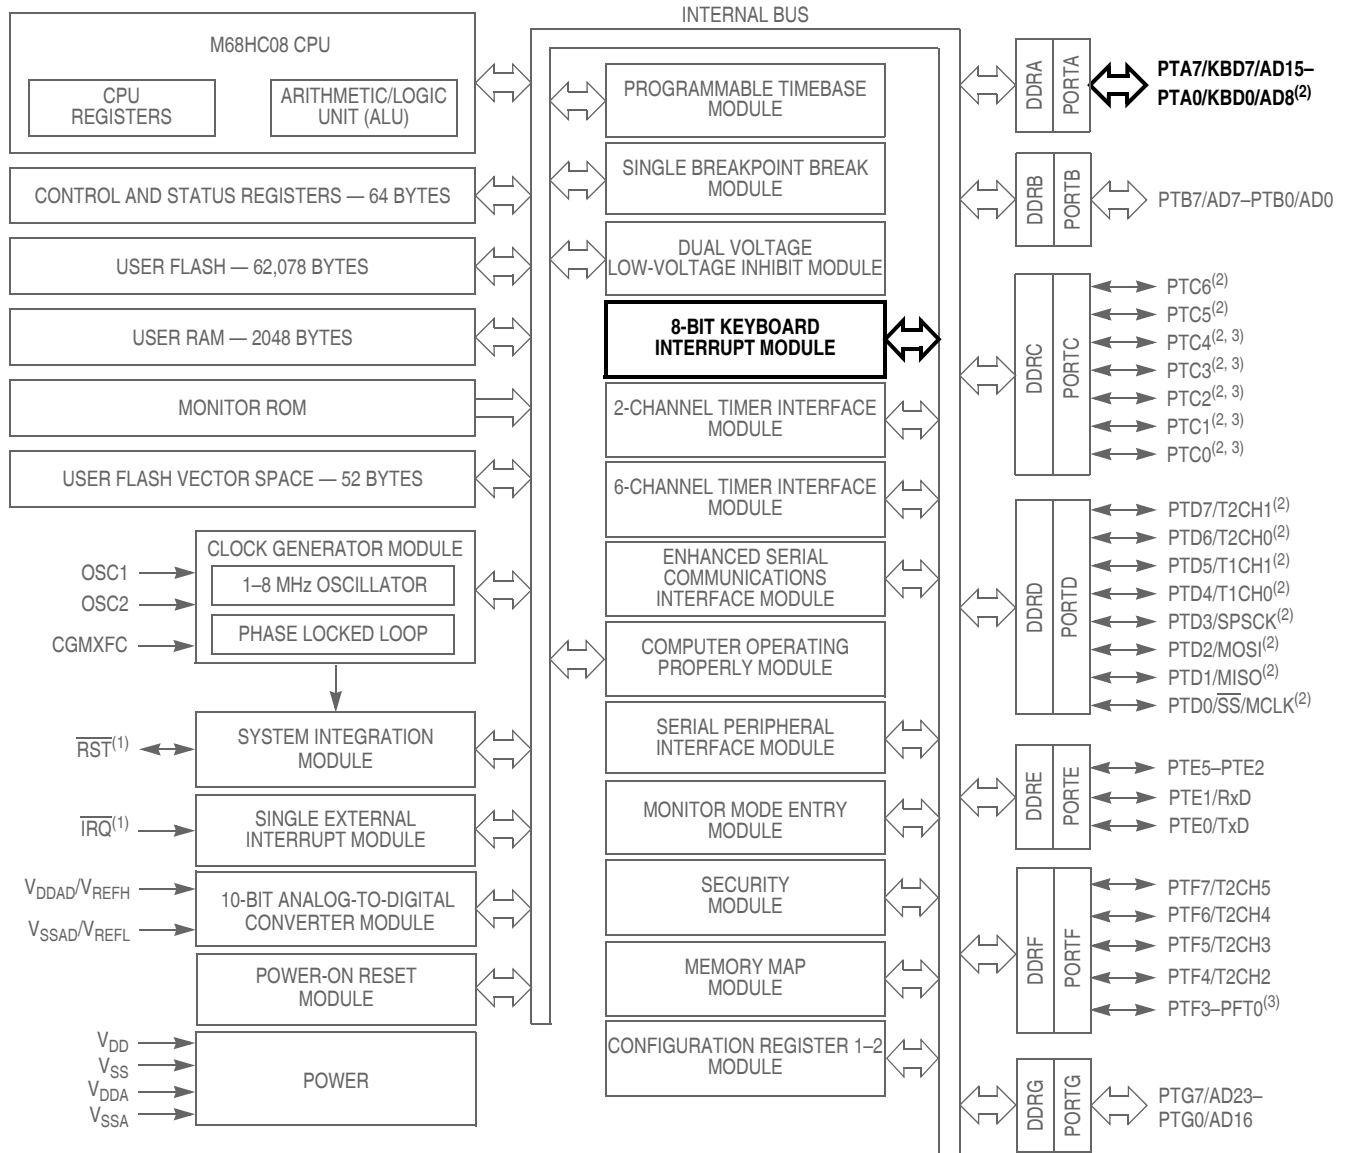 INTERNAL BUS
M68HC08 CPU
CPU
REGISTERS
ARITHMETIC/LOGIC
UNIT (ALU)
CONTROL AND STATUS REGISTERS — 64 BYTES
USER FLASH — 62,078 BYTES
USER RAM — 2048 BYTES
MONITOR ROM
USER FLASH VECTOR SPACE — 52 BYTES
CLOCK GENERATOR MODULE
1–8 MHz OSCILLATOR
PHASE LOCKED LOOP
OSC1
OSC2
CGMXFC
SYSTEM INTEGRATION
MODULE
RST(1)
SINGLE EXTERNAL
INTERRUPT MODULE
IRQ(1)
10-BIT ANALOG-TO-DIGITAL
CONVERTER MODULE
VDDAD/VREFH
VSSAD/VREFL
POWER-ON RESET
MODULE
POWER
VDD
VSS
VDDA
VSSA
PROGRAMMABLE TIMEBASE
MODULE
SINGLE BREAKPOINT BREAK
MODULE
DUAL VOLTAGE
LOW-VOLTAGE INHIBIT MODULE
8-BIT KEYBOARD
INTERRUPT MODULE
2-CHANNEL TIMER INTERFACE
MODULE
6-CHANNEL TIMER INTERFACE
MODULE
ENHANCED SERIAL
COMMUNICATIONS
INTERFACE MODULE
COMPUTER OPERATING
PROPERLY MODULE
SERIAL PERIPHERAL
INTERFACE MODULE
MONITOR MODE ENTRY
MODULE
SECURITY
MODULE
MEMORY MAP
MODULE
CONFIGURATION REGISTER 1–2
MODULE
DDRA
PORTA
PTA7/KBD7/AD15–
PTA0/KBD0/AD8(2)
DDRB
PORTB
PTB7/AD7–PTB0/AD0
DDRC
PORTC
PTC6(2)
PTC5(2)
PTC4(2, 3)
PTC3(2, 3)
PTC2(2, 3)
PTC1(2, 3)
PTC0(2, 3)
DDRD
PORTD
PTD7/T2CH1(2)
PTD6/T2CH0(2)
PTD5/T1CH1(2)
PTD4/T1CH0(2)
PTD3/SPSCK(2)
PTD2/MOSI(2)
PTD1/MISO(2)
PTD0/SS/MCLK(2)
DDRE
PORTE
PTE5–PTE2
PTE1/RxD
PTE0/TxD
DDRF
PORTF
PTF7/T2CH5
PTF6/T2CH4
PTF5/T2CH3
PTF4/T2CH2
PTF3–PFT0(3)
DDRG
PORTG
PTG7/AD23–
PTG0/AD16